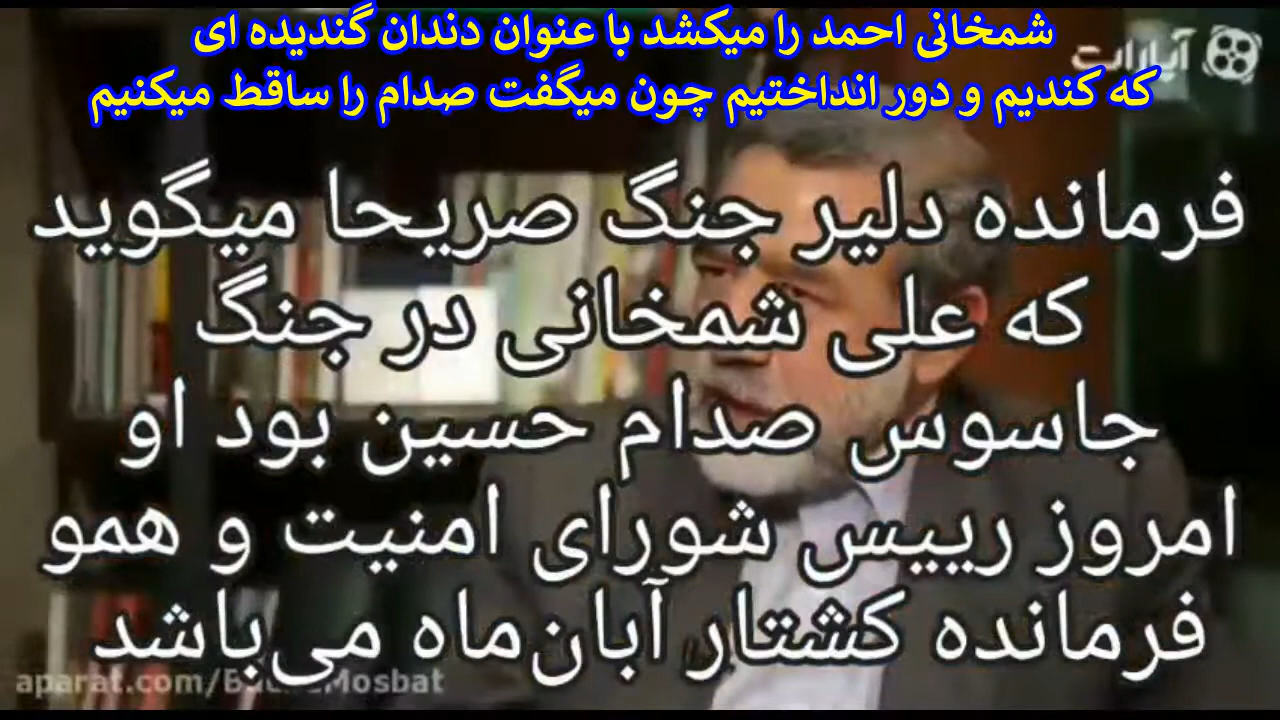 شمخانی احمد را میکشد با عنوان دندان گندیده ای
که کندیم و دور انداختیم چون میگفت صدام را ساقط میکنیم
آپارات
فرمانده دلیر جنگ صریحا میگوید
که علی شمخانی در جنگ
جاسوس صدام حسین بود او
امروز رییس شورای امنیت و همو
فرمانده کشتار آبان‌ماه می‌باشد
aparat.com/
Mosbat